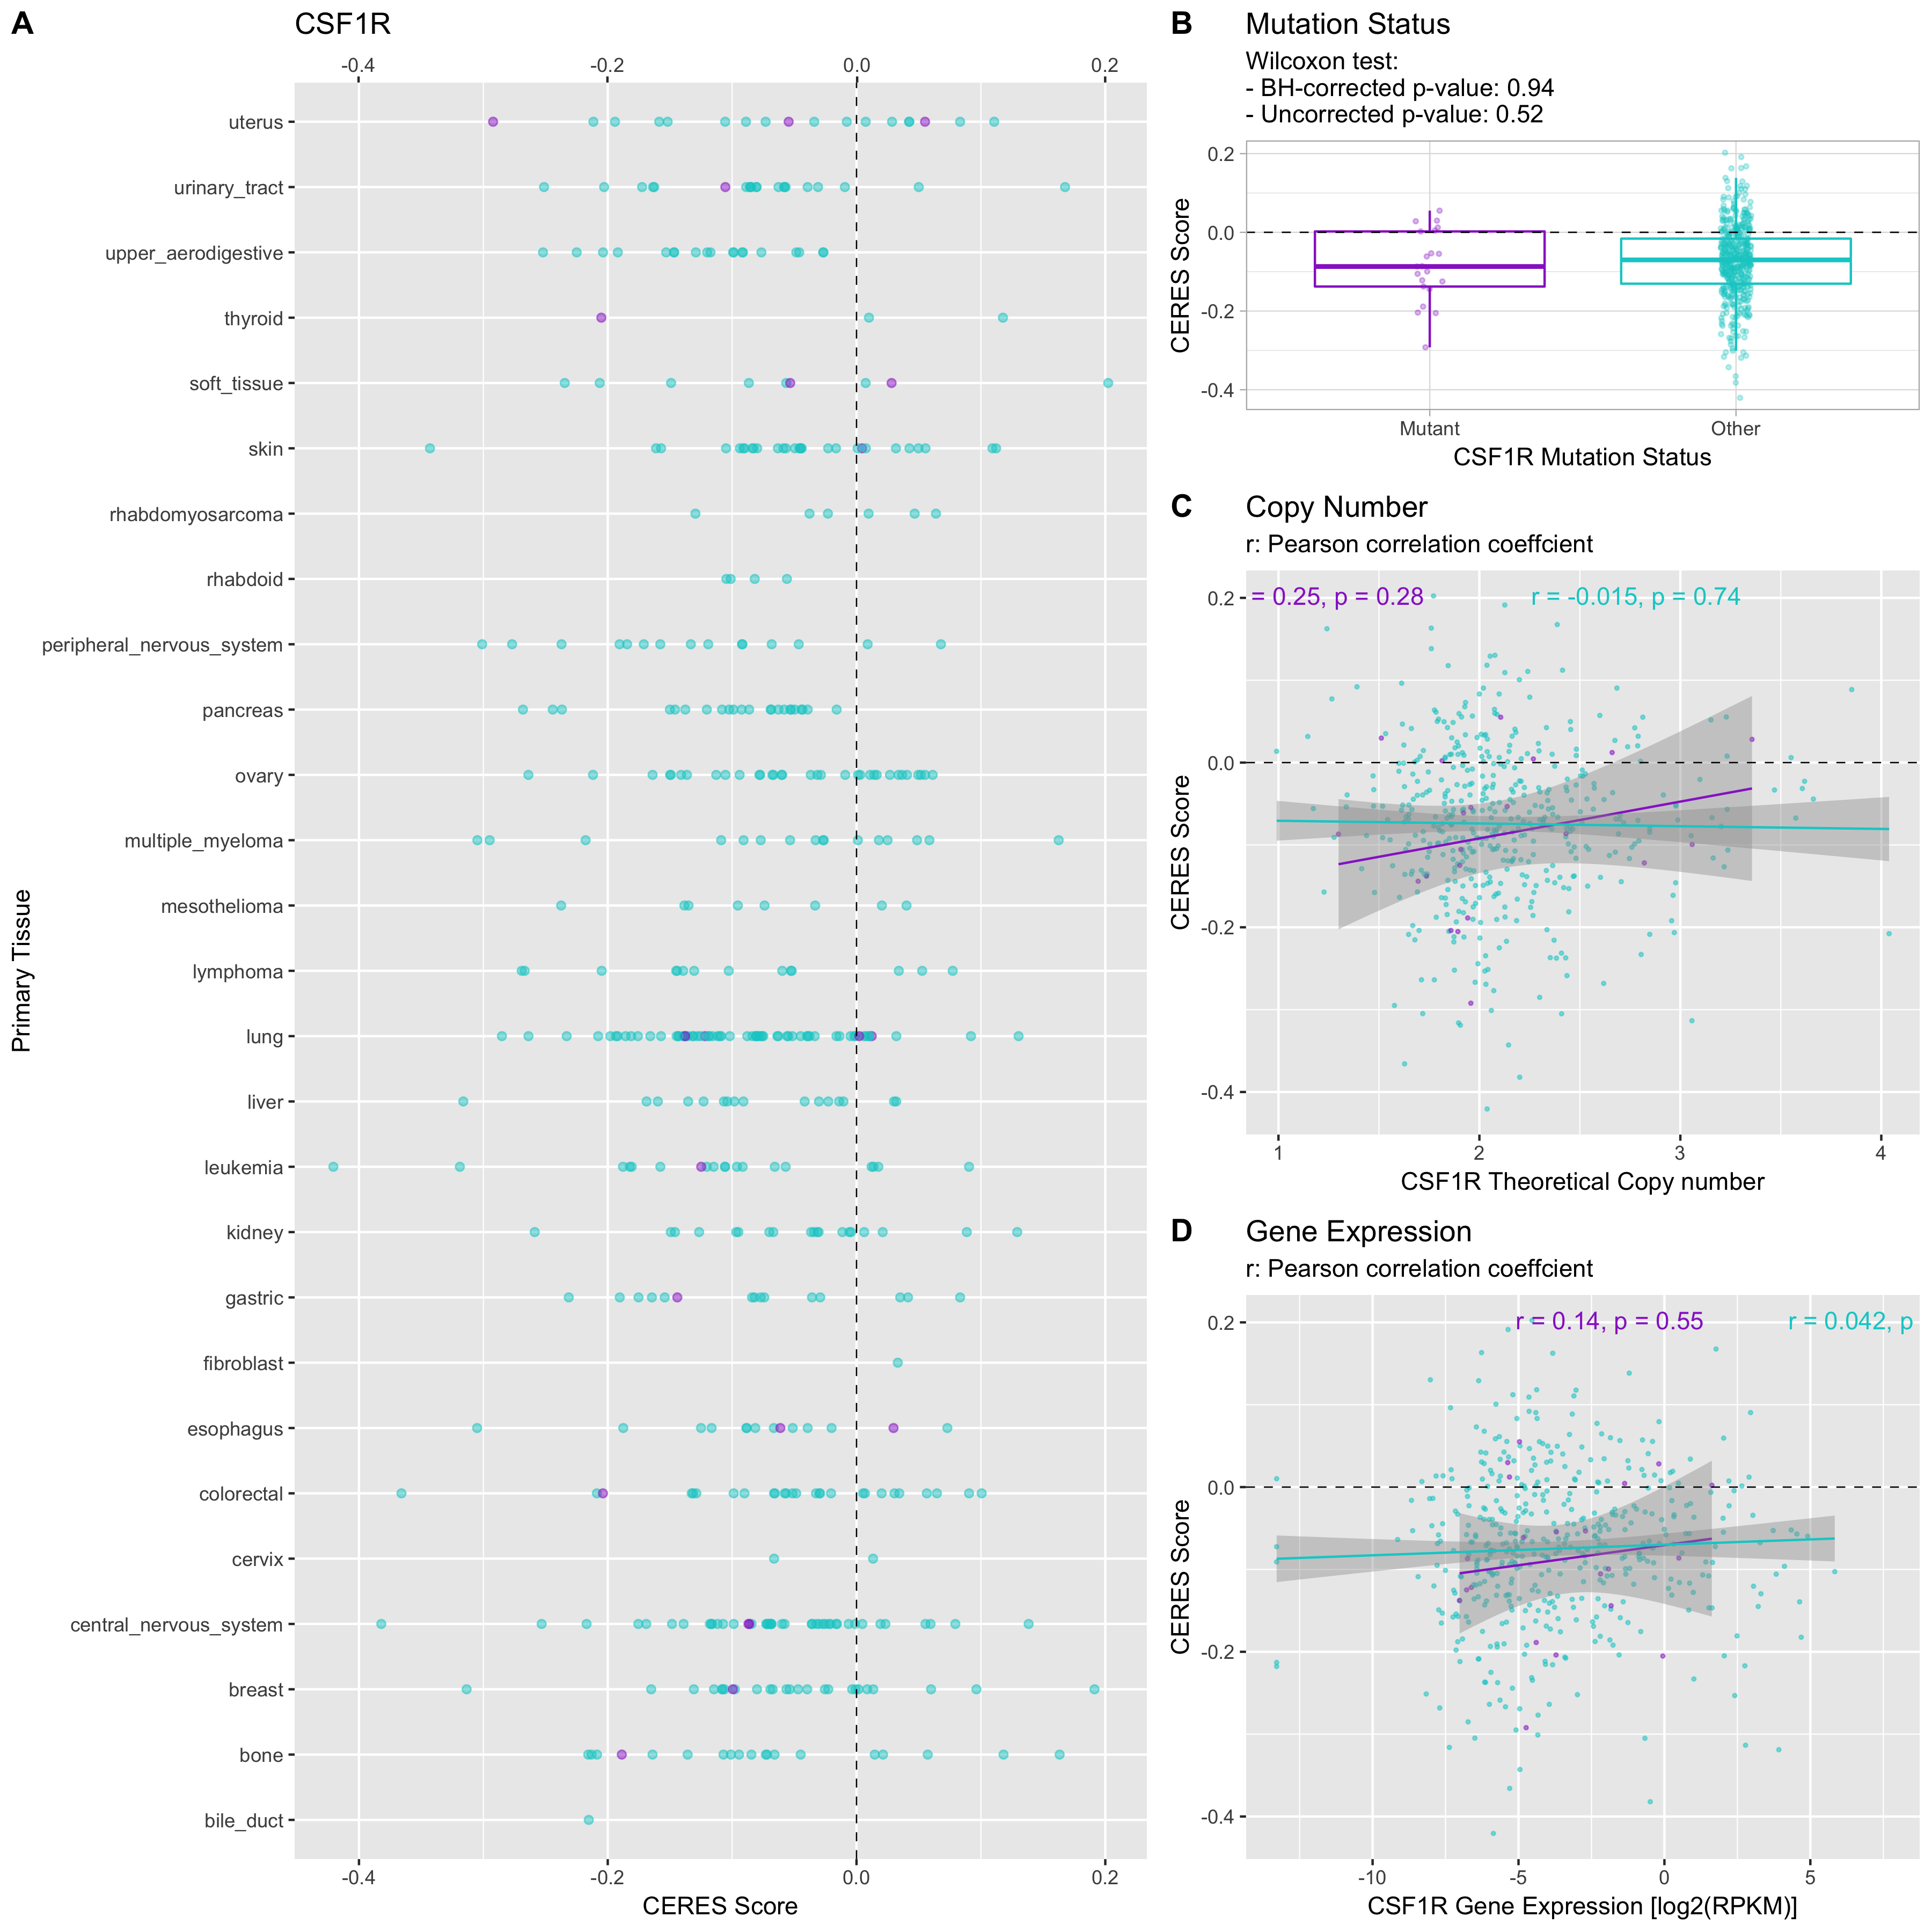 A
CSF1R
-0.4 -0.2 0.0 0.2
uterus
urinary_tract
upper_aerodigestive
thyroid
soft_tissue
skin
rhabdomyosarcoma
rhabdoid
peripheral_nervous_system
pancreas
ovary
multiple_myeloma
mesothelioma
lymphoma
lung
liver
leukemia
kidney
gastric
fibroblast
esophagus
colorectal
cervix
central_nervous_system
breast
bone
bile_duct
Primary Tissue
-0.4 -0.2 0.0 0.2
CERES Score
B
Mutation Status
Wilcoxon test:
- BH-corrected p-value: 0.94
- Uncorrected p-value: 0.52
0.2
0.0
-0.2
-0.4
CERES Score
Mutant Other
CSF1R Mutation Status
C
Copy Number
r: Pearson correlation coeffcient
= 0.25, p = 0.28
r = -0.015, p = 0.74
0.2
0.0
-0.2
-0.4
CERES Score
1 2 3 4
CSF1R Theoretical Copy number
D
Gene Expression
r: Pearson correlation coeffcient
r = 0.14, p = 0.55
r = 0.042, p
0.2
0.0
-0.2
-0.4
CERES Score
-10 -5 0 5
CSF1R Gene Expression [log2(RPKM)]